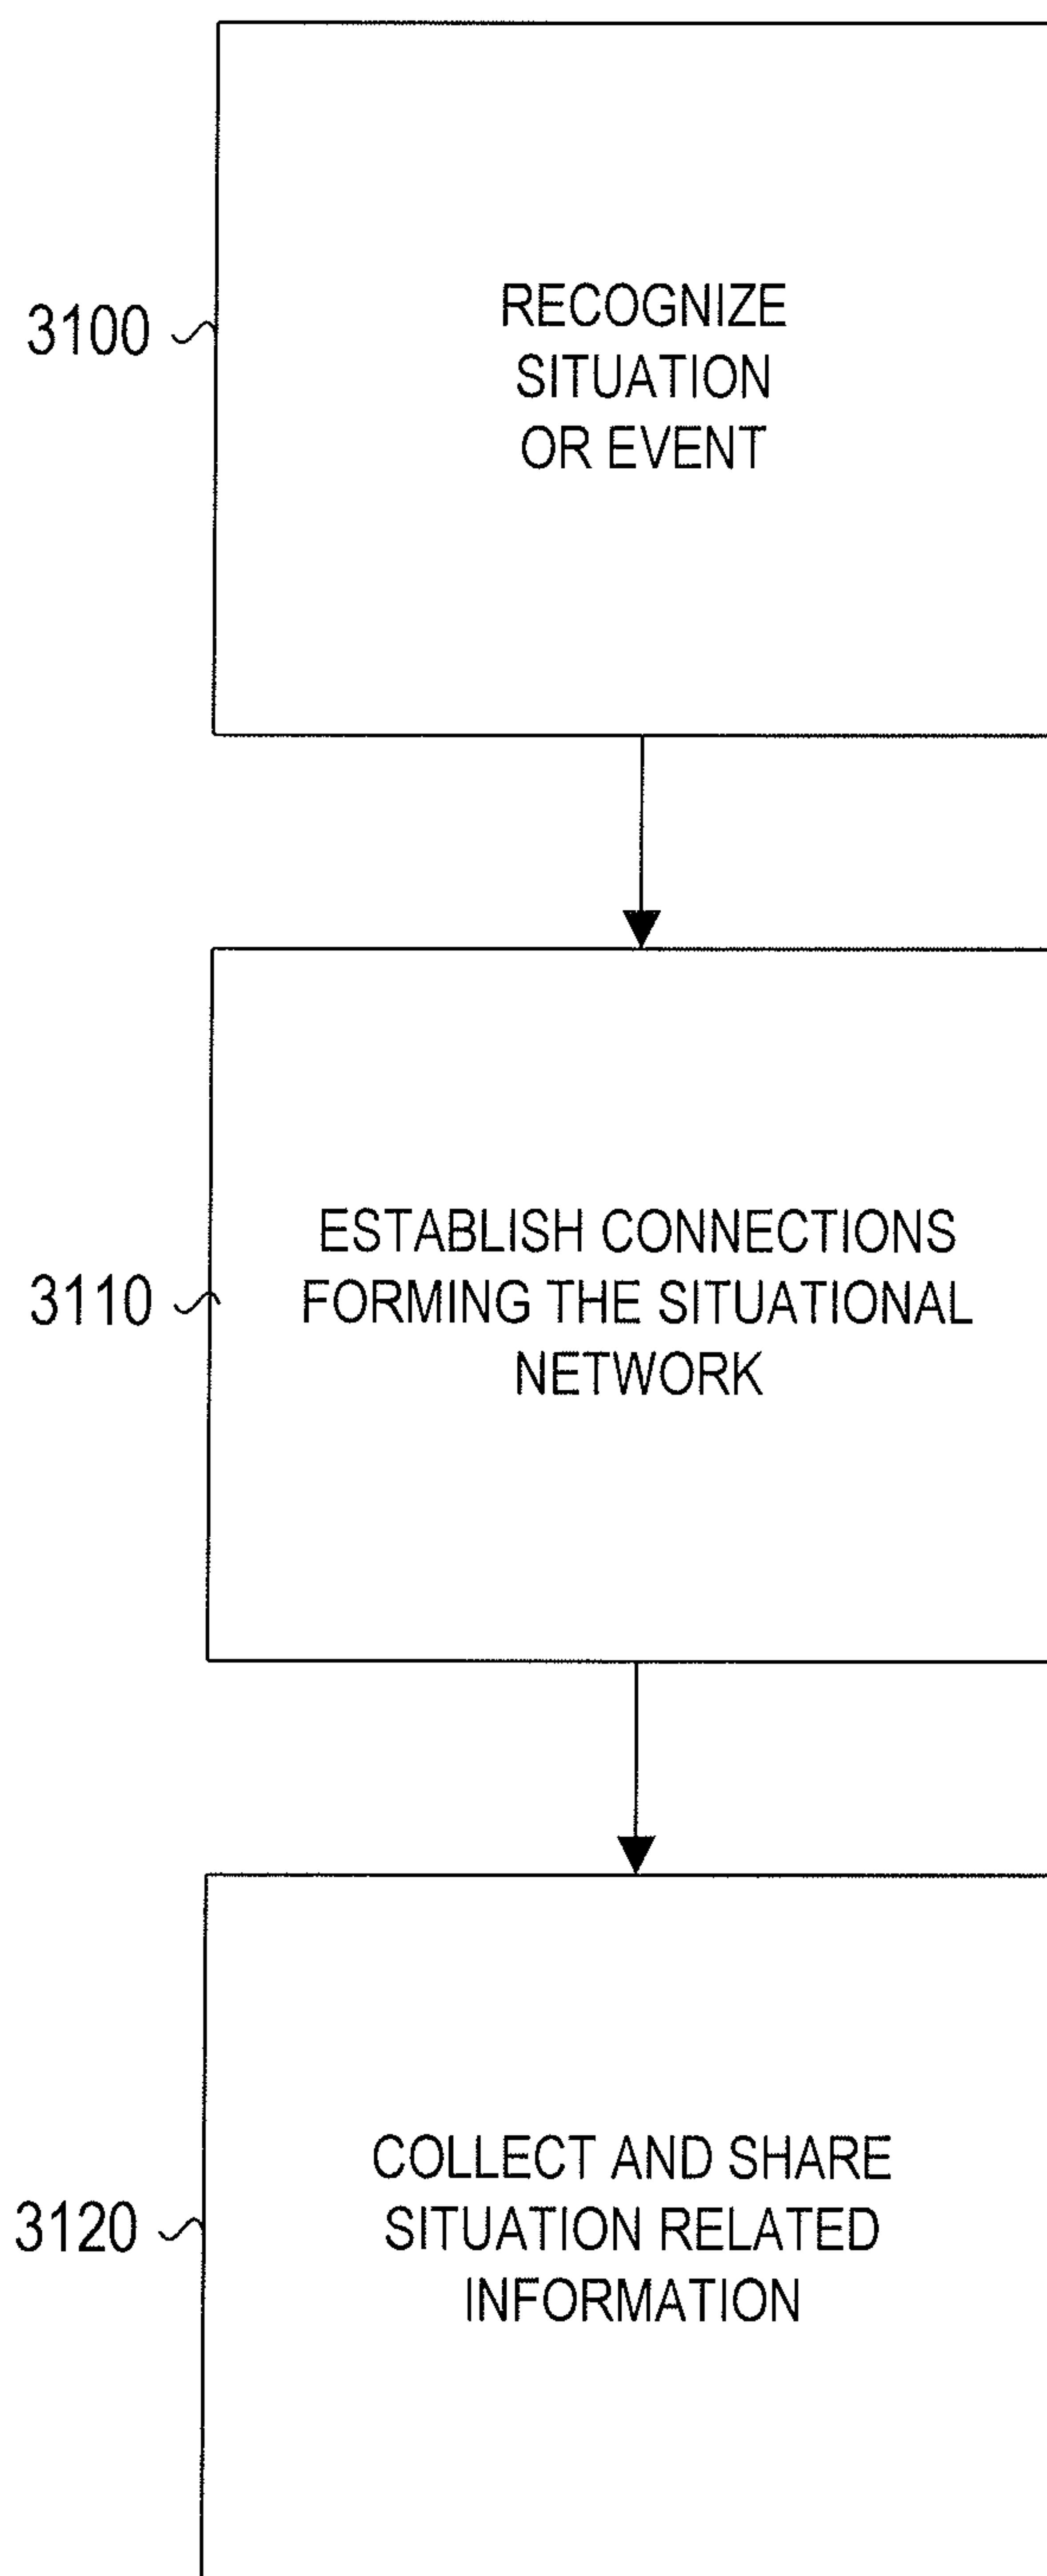 3100
RECOGNIZE
SITUATION
OR EVENT
3110
ESTABLISH CONNECTIONS
FORMING THE SITUATIONAL
NETWORK
3120
COLLECT AND SHARE
SITUATION RELATED
INFORMATION